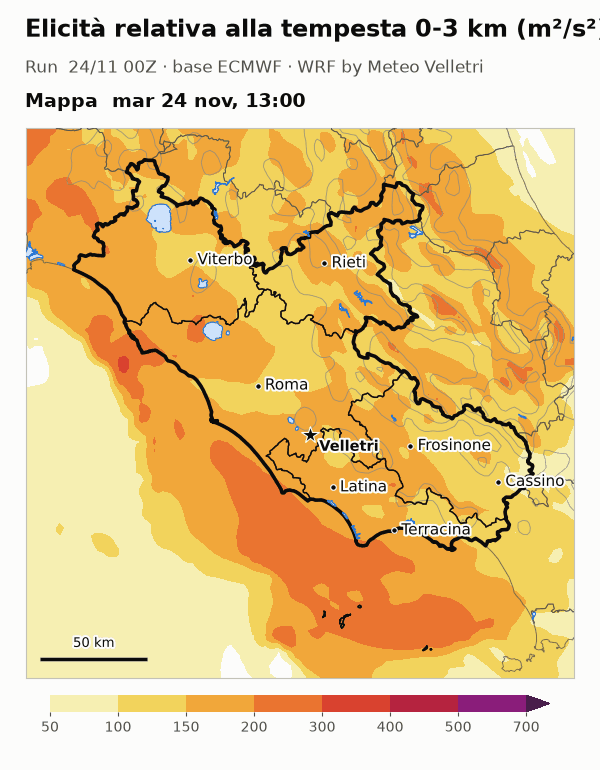 Elicità relativa alla tempesta 0-3 km (m²/s²)
Run 24/11 00Z · base ECMWF · WRF by Meteo Velletri
Mappa mar 24 nov, 13:00
Viterbo
Rieti
Roma
Velletri
Frosinone
Latina
Cassino
Terracina
50 km
50 100 150 200 300 400 500 700